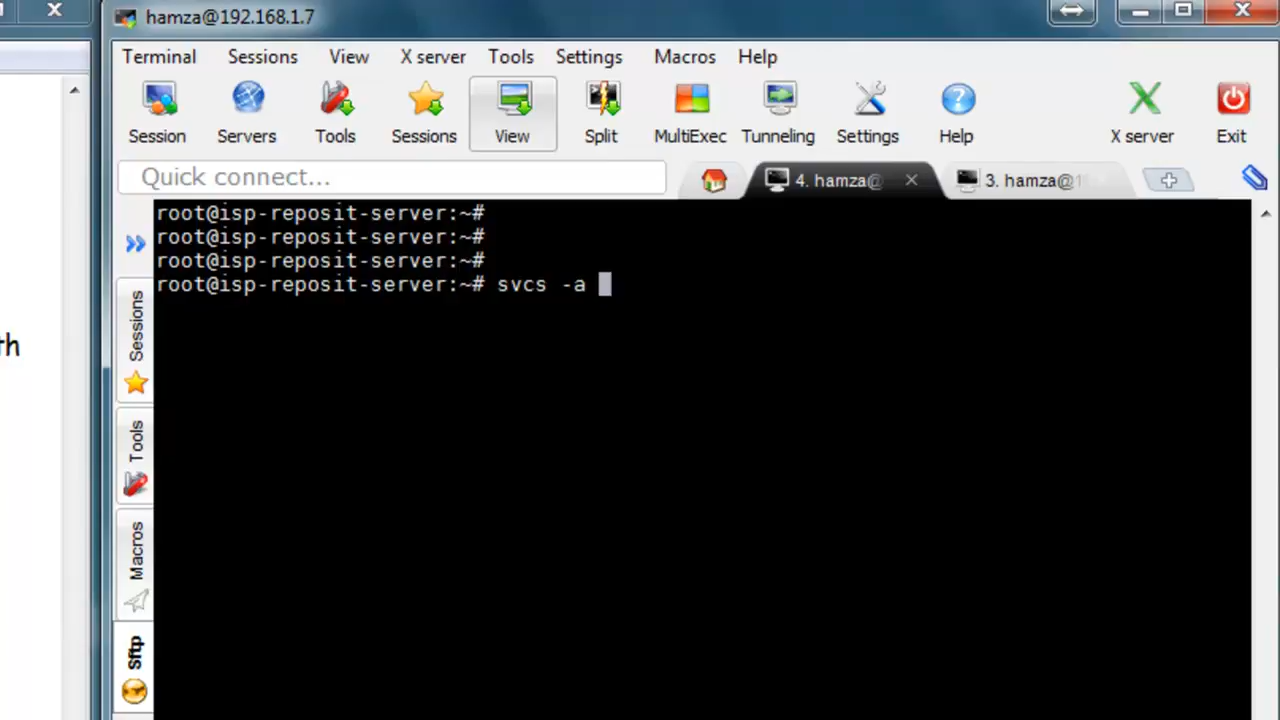 hamza@192.168.1.7
Terminal Sessions View X server Tools Settings Macros Help
Session Servers Tools Sessions View Split MultiExec Tunneling Settings Help X server Exit
Quick connect...
4. hamza@
3. hamza@1
root@isp-reposit-server:~#
root@isp-reposit-server:~#
root@isp-reposit-server:~#
root@isp-reposit-server:~# svcs -a
Sessions
Tools
Macros
Sftp
th